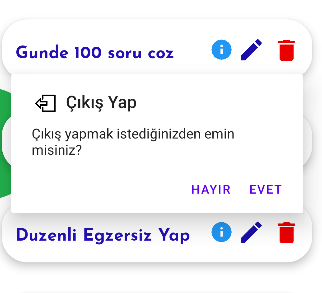 Gunde 100 soru coz
Çıkış Yap
Çıkış yapmak istediğinizden emin
misiniz?
HAYIR EVET
Duzenli Egzersiz Yap